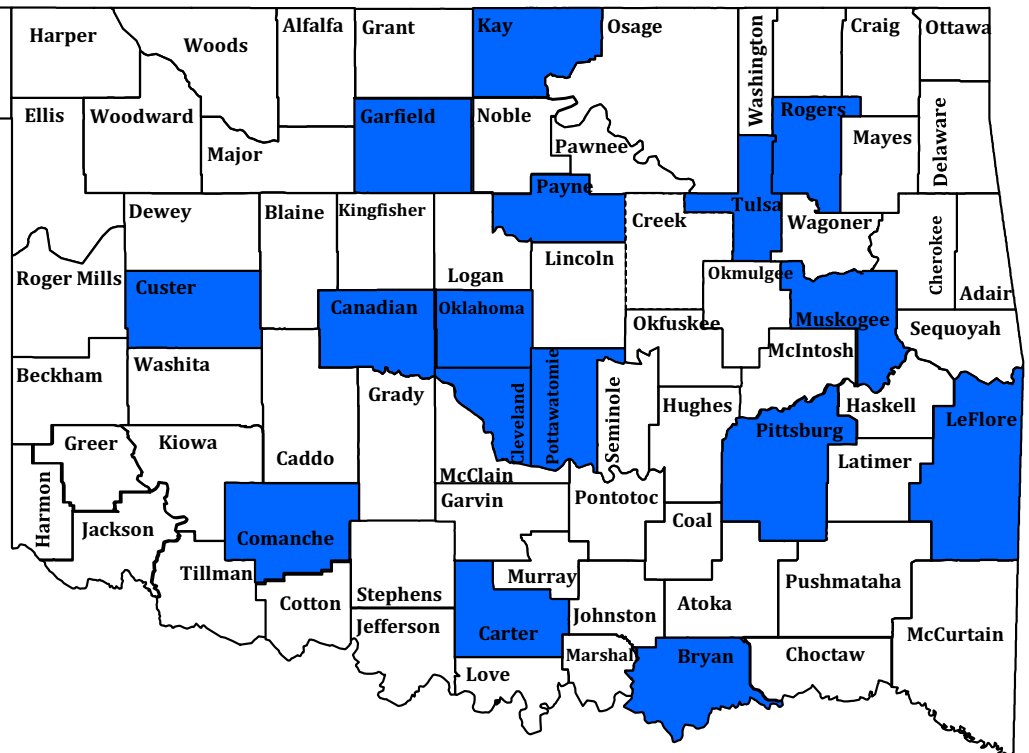 Harper
Woods
Alfalfa
Grant
Kay
Osage
Washington
Craig
Ottawa
Ellis
Woodward
Major
Garfield
Noble
Pawnee
Rogers
Mayes
Delaware
Dewey
Blaine
Kingfisher
Logan
Payne
Lincoln
Creek
Tulsa
Wagoner
Cherokee
Adair
Roger Mills
Custer
Canadian
Oklahoma
Okfuskee
Okmulgee
Muskogee
McIntosh
Sequoyah
Beckham
Washita
Grady
Cleveland
Pottawatomie
Seminole
Hughes
Pittsburg
Haskell
LeFlore
Greer
Kiowa
Caddo
McClain
Latimer
Harmon
Jackson
Comanche
Garvin
Pontotoc
Coal
Tillman
Cotton
Stephens
Murray
Johnston
Atoka
Pushmataha
McCurtain
Jefferson
Carter
Love
Marshal
Bryan
Choctaw